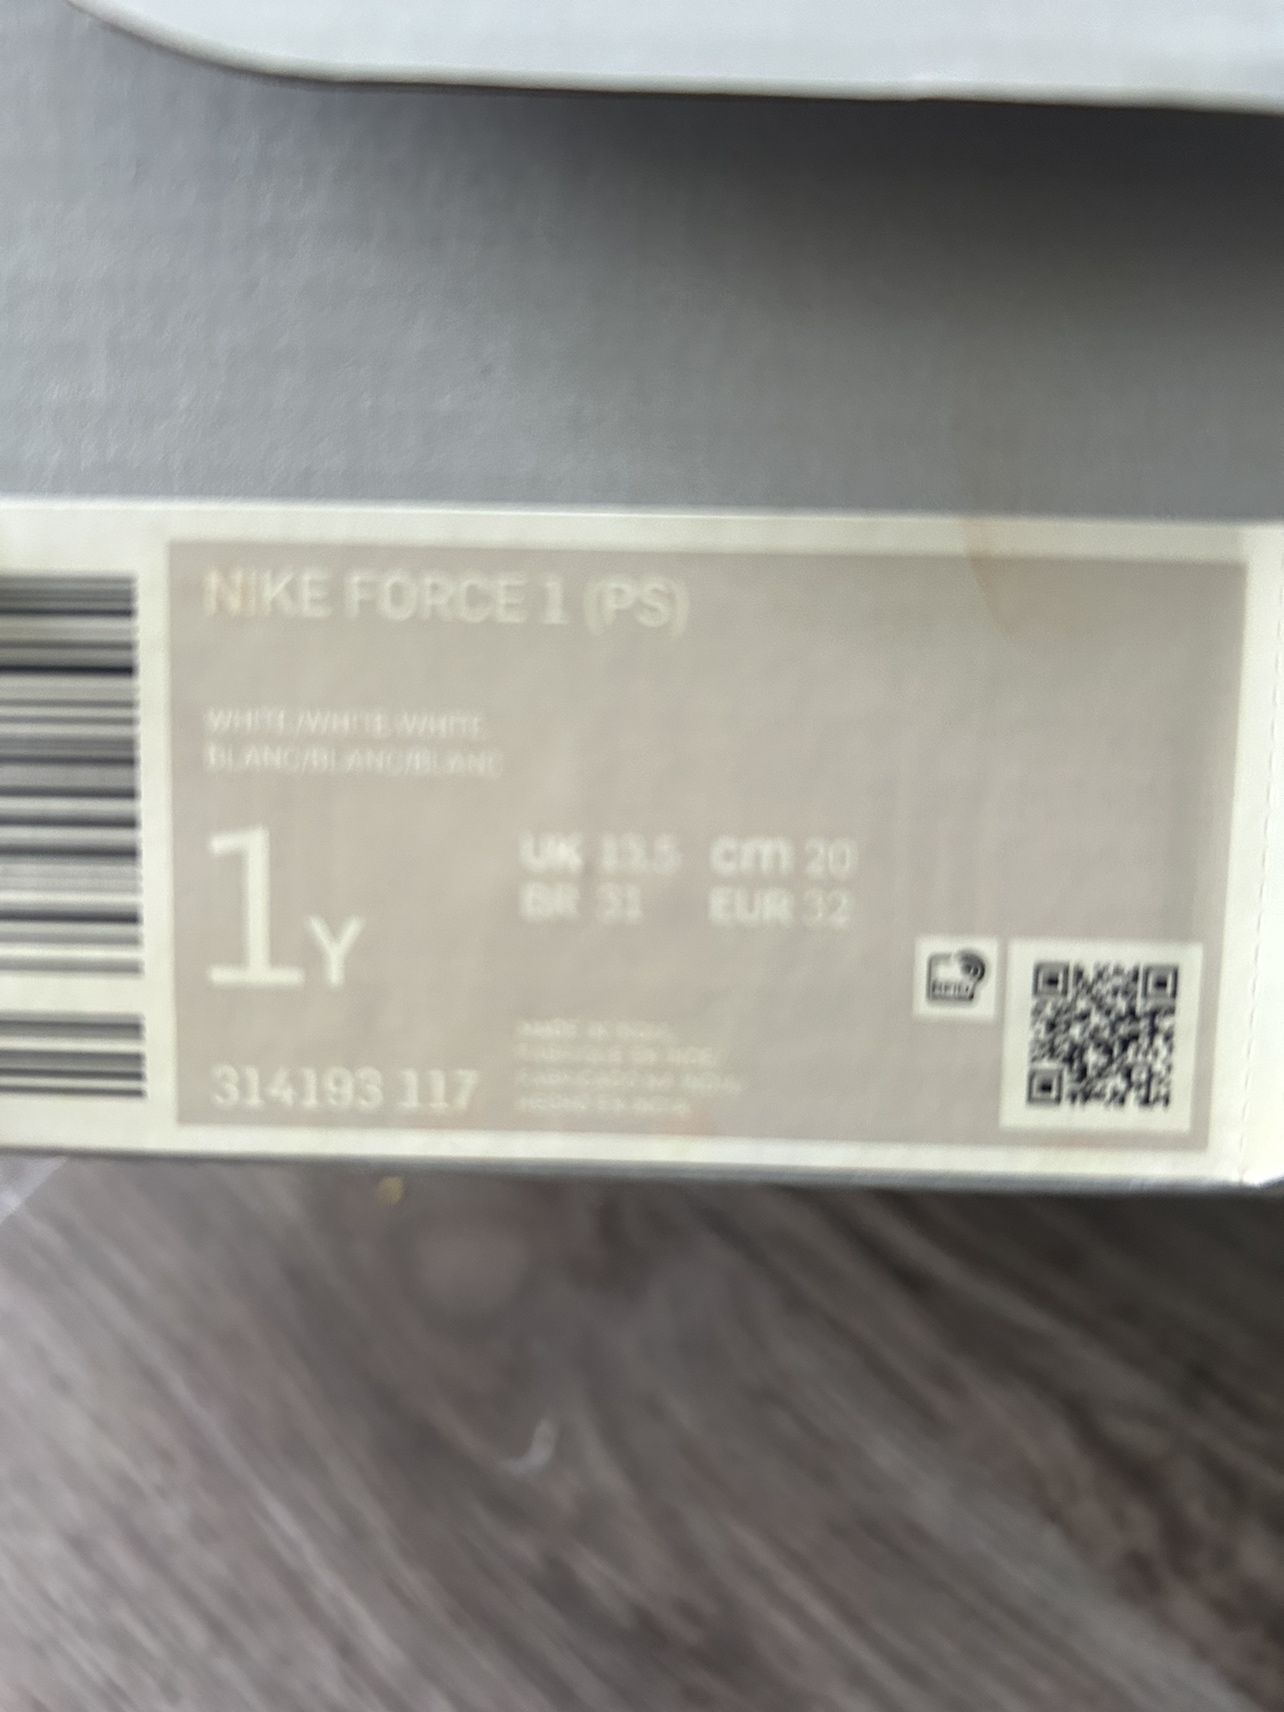 NIKE FORCE 1 (PS)
WHITE/WHITE-WHITE
BLANC/BLANC/BLANC
1Y
UK 13.5 cm 20
BR 31 EUR 32
RFID
314193 117